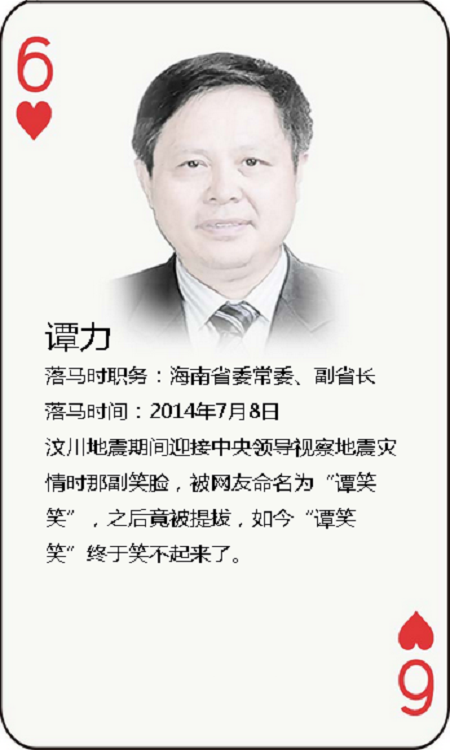 6
谭力
落马时职务：海南省委常委、副省长
落马时间：2014年7月8日
汶川地震期间迎接中央领导视察地震灾
情时那副笑脸，被网友命名为“谭笑
笑”，之后竟被提拔，如今“谭笑
笑”终于笑不起来了。
6